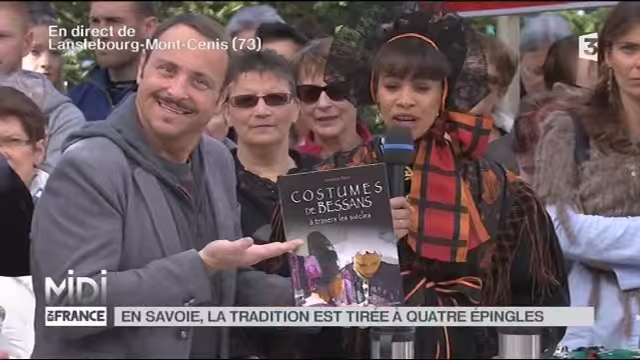 En direct de
Lanslebourg-Mont-Cenis (73)
3
COSTUMES
DE BESSANS
à travers les siècles
MIDI
EN FRANCE
EN SAVOIE, LA TRADITION EST TIRÉE À QUATRE ÉPINGLES